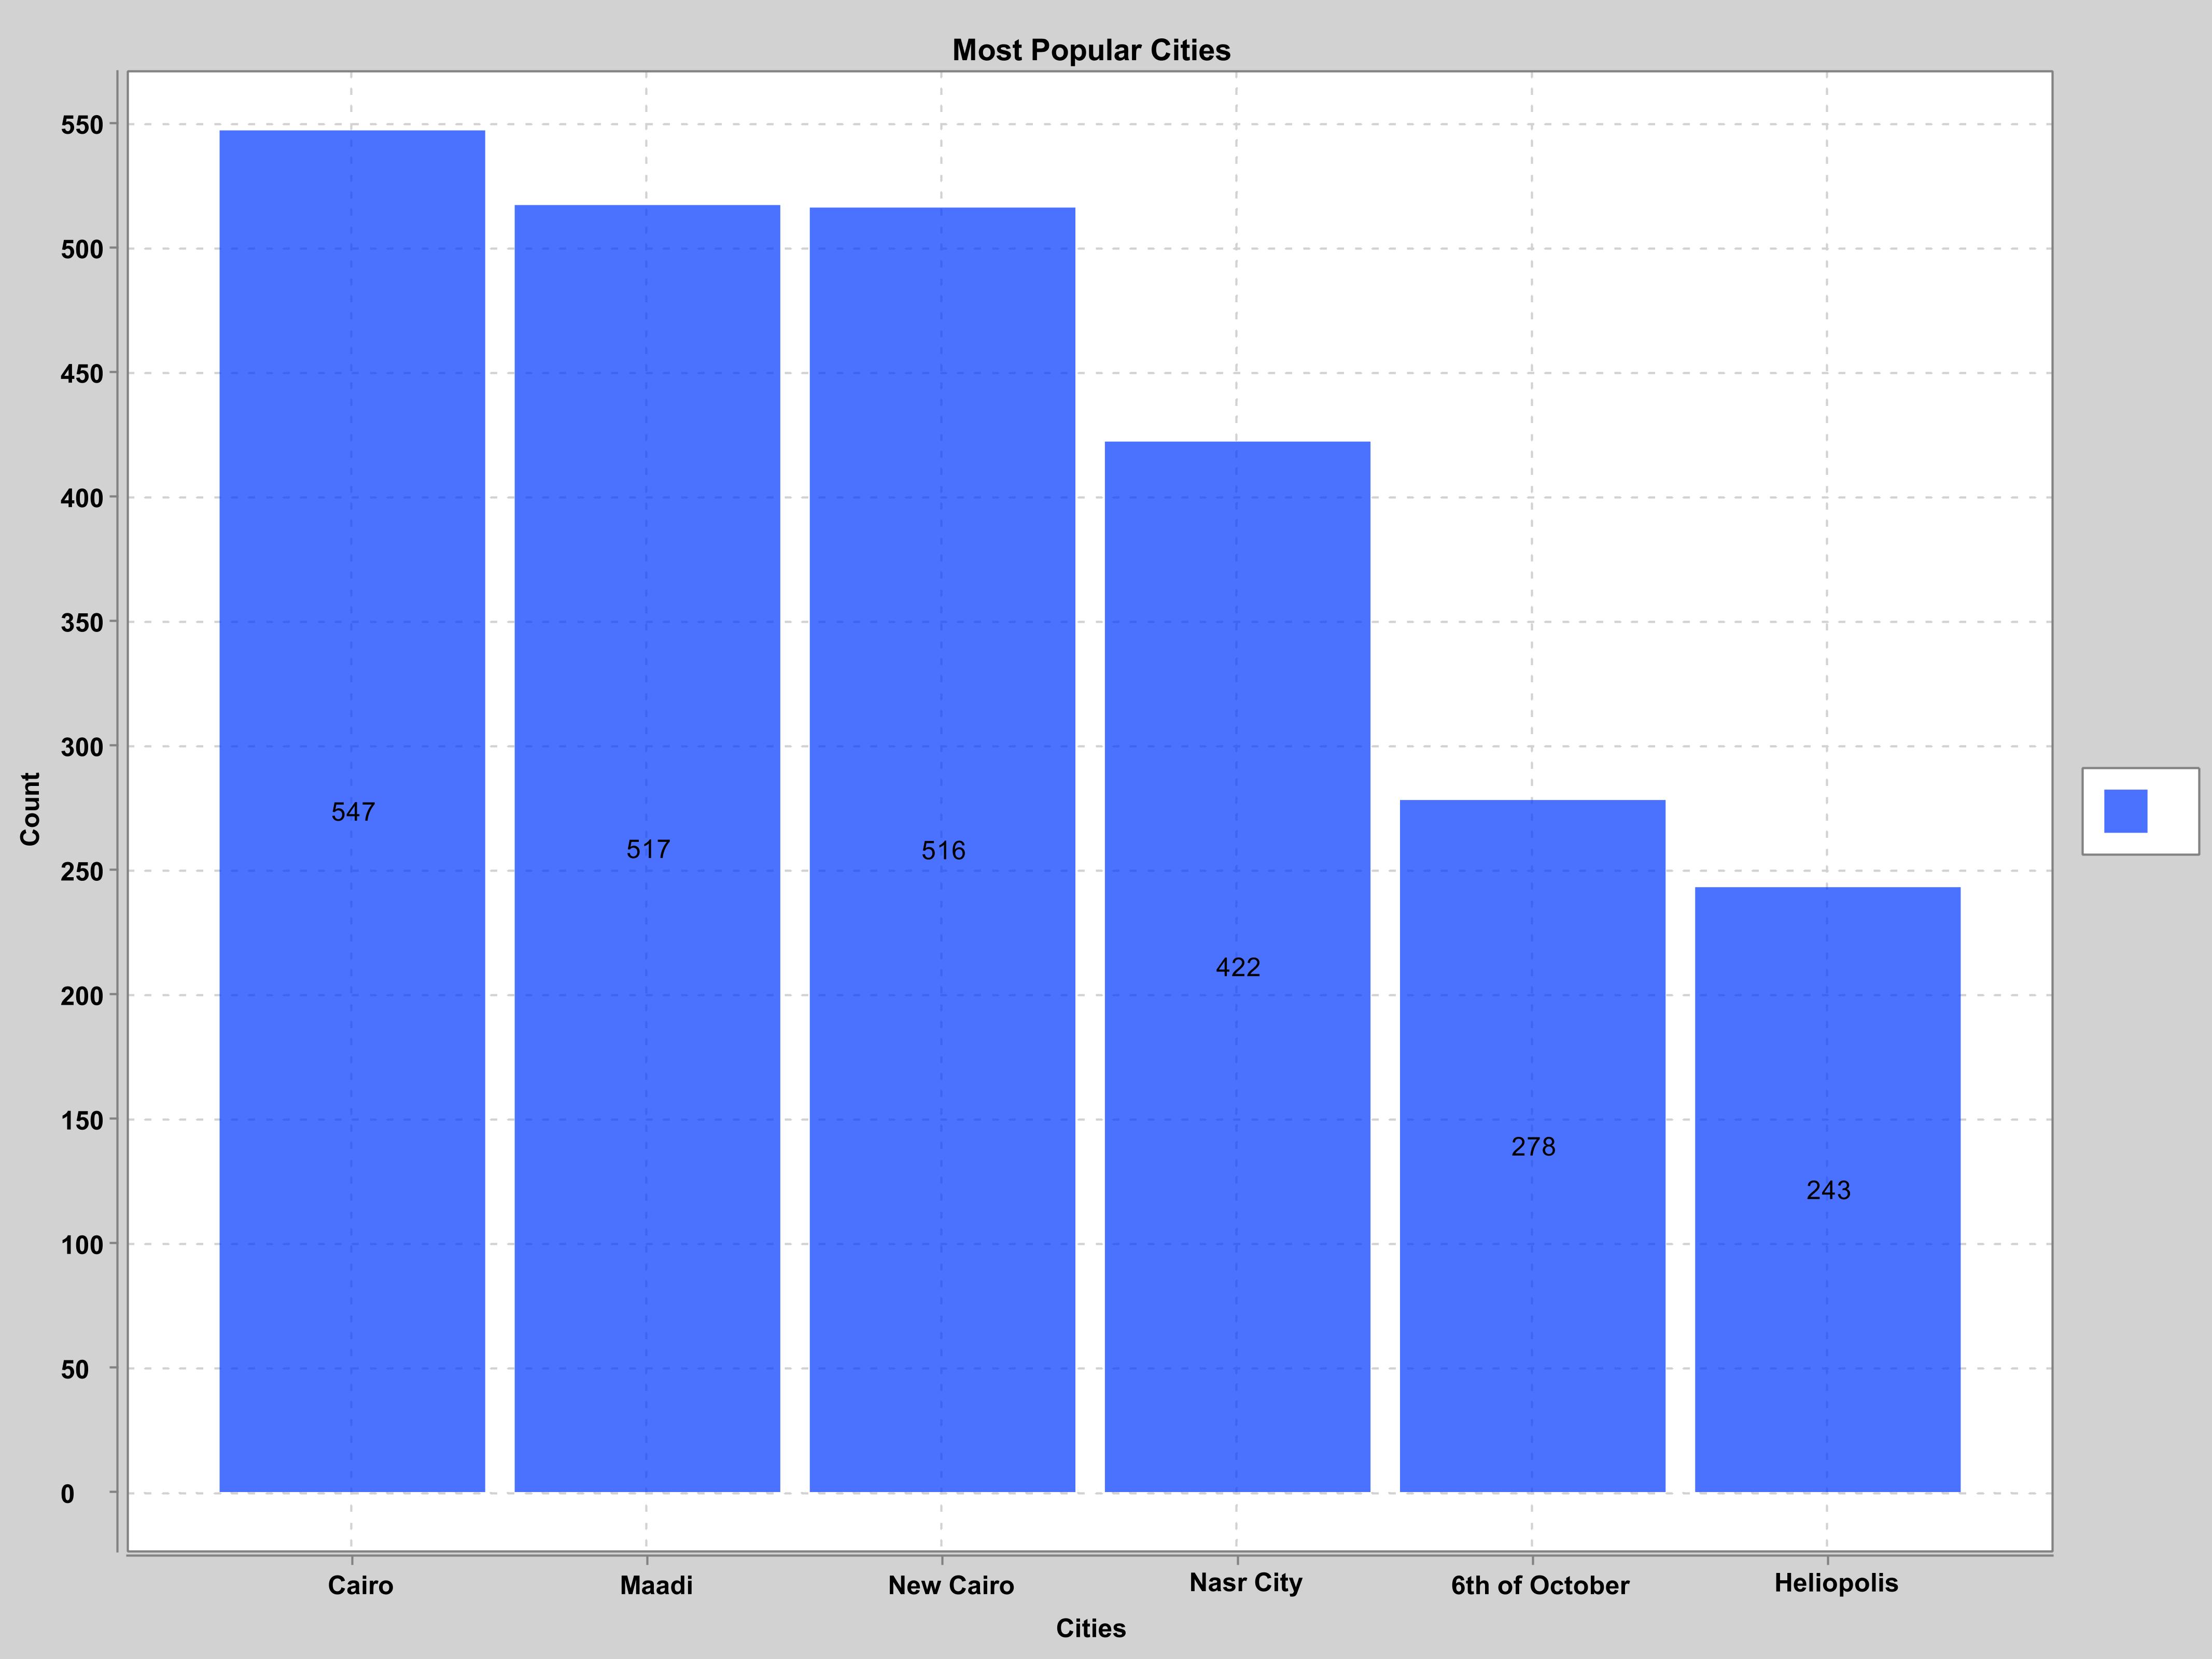 Most Popular Cities
550
500
450
400
350
300
250
200
150
100
50
0
Count
547
517
516
422
278
243
Cairo
Maadi
New Cairo
Nasr City
6th of October
Heliopolis
Cities